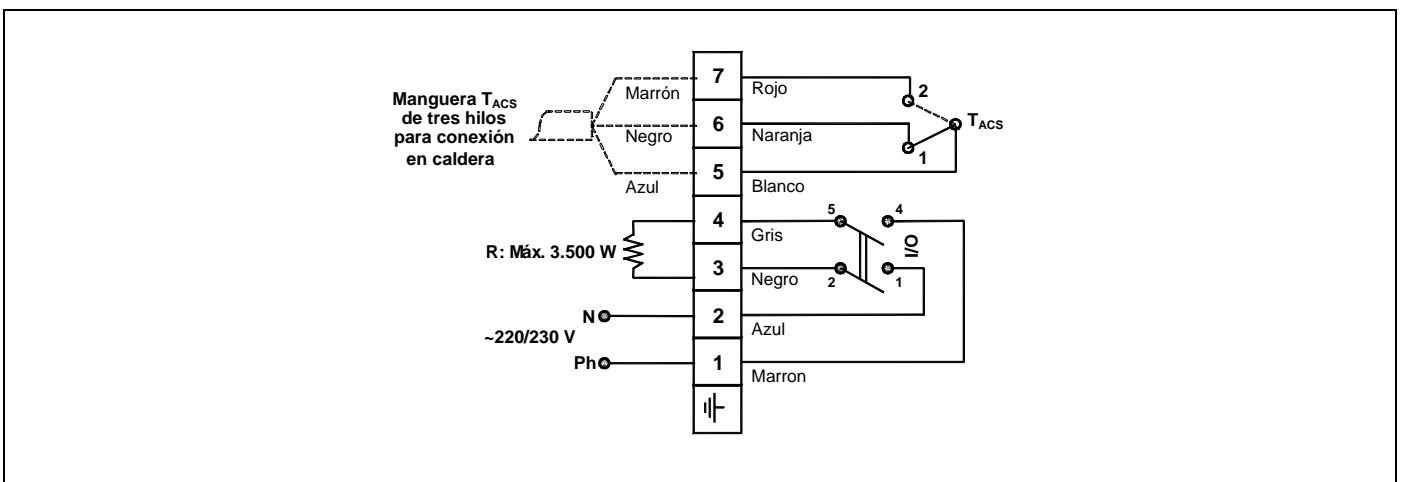 Manguera TACS
de tres hilos
para conexión
en caldera
Marrón
7
Rojo
2
Negro
6
Naranja
1
TACS
Azul
5
Blanco
R: Máx. 3.500 W
4
Gris
5
4
I/O
3
Negro
2
1
N
2
Azul
~220/230 V
Ph
1
Marron